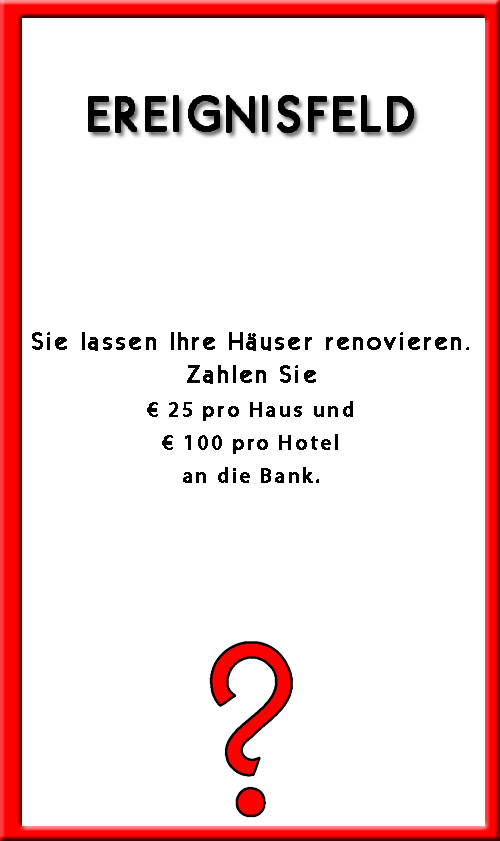 EREIGNISFELD
Sie lassen Ihre Häuser renovieren.
Zahlen Sie
€ 25 pro Haus und
€ 100 pro Hotel
an die Bank.
?